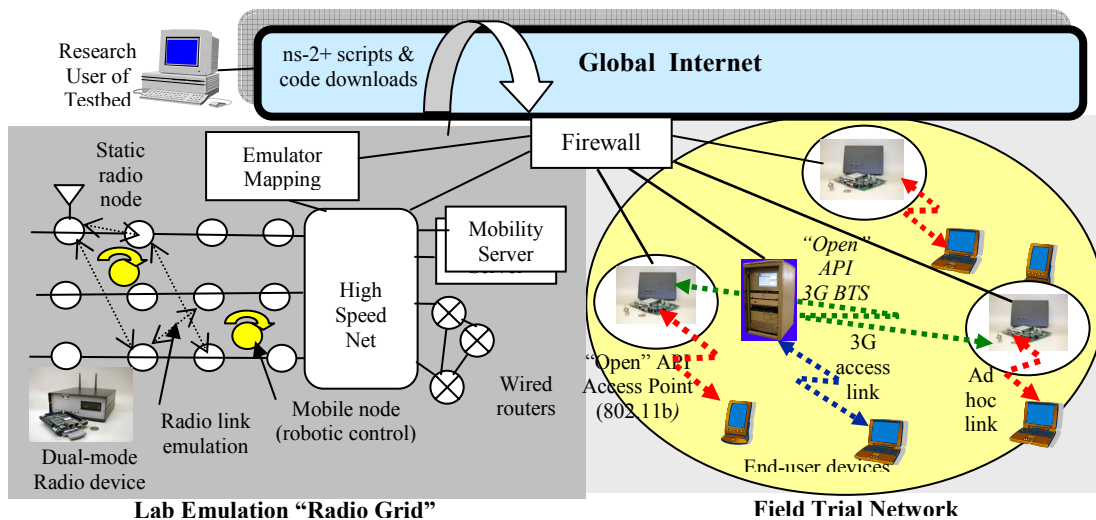 Research
User of
Testbed
ns-2+ scripts &
code downloads
Global Internet
Static
radio
node
Emulator
Mapping
Firewall
Mobility
Server
High
Speed
Net
"Open"
API
3G BTS
3G
access
link
"Open" API
Access Point
(802.11b)
Ad
hoc
link
Wired
routers
Radio link
emulation
Mobile node
(robotic control)
Dual-mode
Radio device
End-user devices
Lab Emulation "Radio Grid"
Field Trial Network